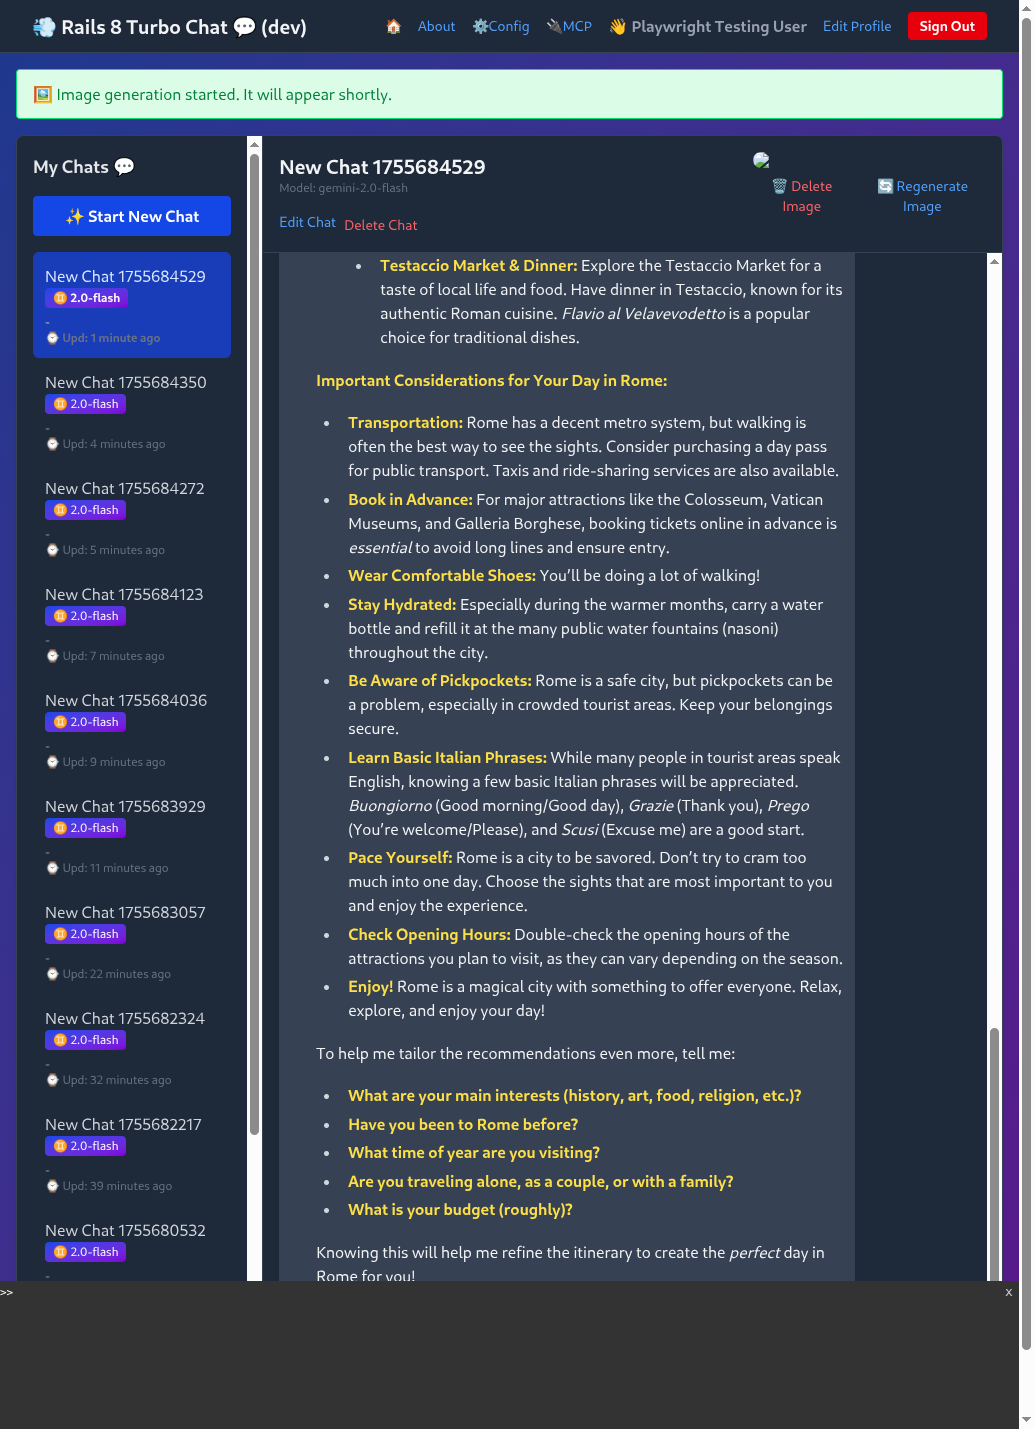 💨 Rails 8 Turbo Chat 💬 (dev)
🏠 About ⚙️Config 🔌MCP 👋 Playwright Testing User Edit Profile Sign Out
🖼️ Image generation started. It will appear shortly.
My Chats 💬
✨ Start New Chat
New Chat 1755684529
♊ 2.0-flash
-
⌚ Upd: 1 minute ago
New Chat 1755684350
♊ 2.0-flash
-
⌚ Upd: 4 minutes ago
New Chat 1755684272
♊ 2.0-flash
-
⌚ Upd: 5 minutes ago
New Chat 1755684123
♊ 2.0-flash
-
⌚ Upd: 7 minutes ago
New Chat 1755684036
♊ 2.0-flash
-
⌚ Upd: 9 minutes ago
New Chat 1755683929
♊ 2.0-flash
-
⌚ Upd: 11 minutes ago
New Chat 1755683057
♊ 2.0-flash
-
⌚ Upd: 22 minutes ago
New Chat 1755682324
♊ 2.0-flash
-
⌚ Upd: 32 minutes ago
New Chat 1755682217
♊ 2.0-flash
-
⌚ Upd: 39 minutes ago
New Chat 1755680532
♊ 2.0-flash
-
New Chat 1755684529
Model: gemini-2.0-flash
Edit Chat Delete Chat
🗑️ Delete
Image
🔄 Regenerate
Image
• Testaccio Market & Dinner: Explore the Testaccio Market for a
taste of local life and food. Have dinner in Testaccio, known for its
authentic Roman cuisine. Flavio al Velavevodetto is a popular
choice for traditional dishes.
Important Considerations for Your Day in Rome:
• Transportation: Rome has a decent metro system, but walking is
often the best way to see the sights. Consider purchasing a day pass
for public transport. Taxis and ride-sharing services are also available.
• Book in Advance: For major attractions like the Colosseum, Vatican
Museums, and Galleria Borghese, booking tickets online in advance is
essential to avoid long lines and ensure entry.
• Wear Comfortable Shoes: You’ll be doing a lot of walking!
• Stay Hydrated: Especially during the warmer months, carry a water
bottle and refill it at the many public water fountains (nasoni)
throughout the city.
• Be Aware of Pickpockets: Rome is a safe city, but pickpockets can be
a problem, especially in crowded tourist areas. Keep your belongings
secure.
• Learn Basic Italian Phrases: While many people in tourist areas speak
English, knowing a few basic Italian phrases will be appreciated.
Buongiorno (Good morning/Good day), Grazie (Thank you), Prego
(You’re welcome/Please), and Scusi (Excuse me) are a good start.
• Pace Yourself: Rome is a city to be savored. Don’t try to cram too
much into one day. Choose the sights that are most important to you
and enjoy the experience.
• Check Opening Hours: Double-check the opening hours of the
attractions you plan to visit, as they can vary depending on the season.
• Enjoy! Rome is a magical city with something to offer everyone. Relax,
explore, and enjoy your day!
To help me tailor the recommendations even more, tell me:
• What are your main interests (history, art, food, religion, etc.)?
• Have you been to Rome before?
• What time of year are you visiting?
• Are you traveling alone, as a couple, or with a family?
• What is your budget (roughly)?
Knowing this will help me refine the itinerary to create the perfect day in
Rome for you!
>> x